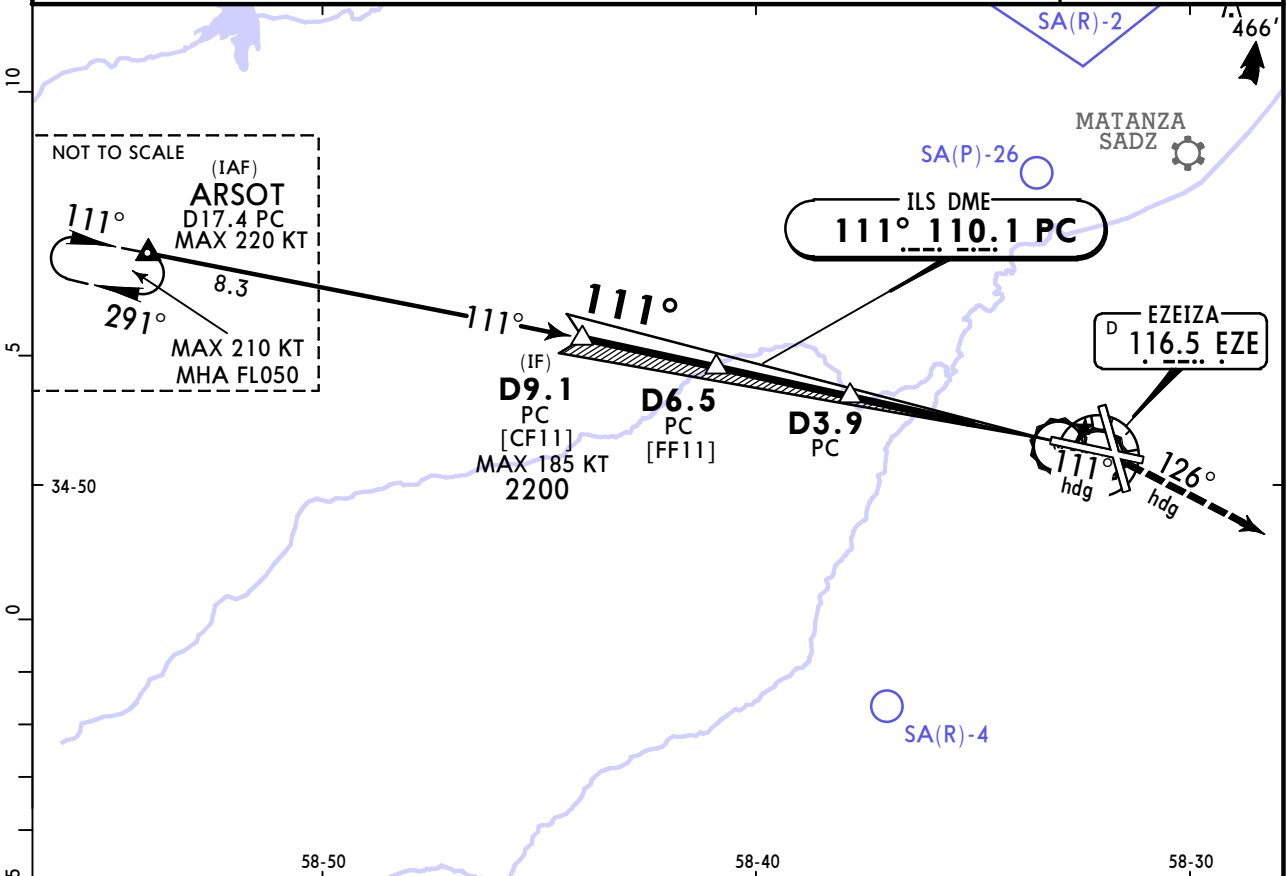 SA(R)-2
466'
10
MATANZA
SADZ
NOT TO SCALE
(IAF)
ARSOT
D17.4 PC
MAX 220 KT
SA(P)-26
ILS DME
111° 110.1 PC
111°
8.3
291°
MAX 210 KT
MHA FL050
111°
111°
EZEIZA
D 116.5 EZE
5
(IF)
D9.1
PC
[CF11]
MAX 185 KT
2200
D6.5
PC
[FF11]
D3.9
PC
111°
hdg
126°
hdg
34-50
0
SA(R)-4
58-50
58-40
58-30